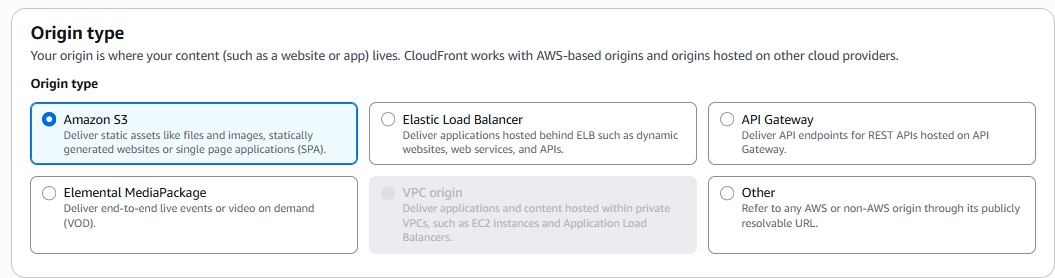 Origin type
Your origin is where your content (such as a website or app) lives. CloudFront works with AWS-based origins and origins hosted on other cloud providers.
Origin type
Amazon S3
Deliver static assets like files and images, statically
generated websites or single page applications (SPA).
Elastic Load Balancer
Deliver applications hosted behind ELB such as dynamic
websites, web services, and APIs.
API Gateway
Deliver API endpoints for REST APIs hosted on API
Gateway.
Elemental MediaPackage
Deliver end-to-end live events or video on demand
(VOD).
VPC origin
Deliver applications and content hosted within private
VPCs, such as EC2 instances and Application Load
Balancers.
Other
Refer to any AWS or non-AWS origin through its publicly
resolvable URL.